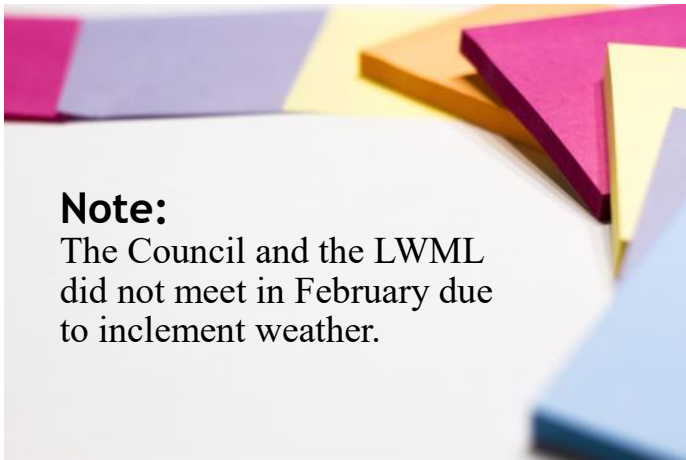 Note:
The Council and the LWML
did not meet in February due
to inclement weather.